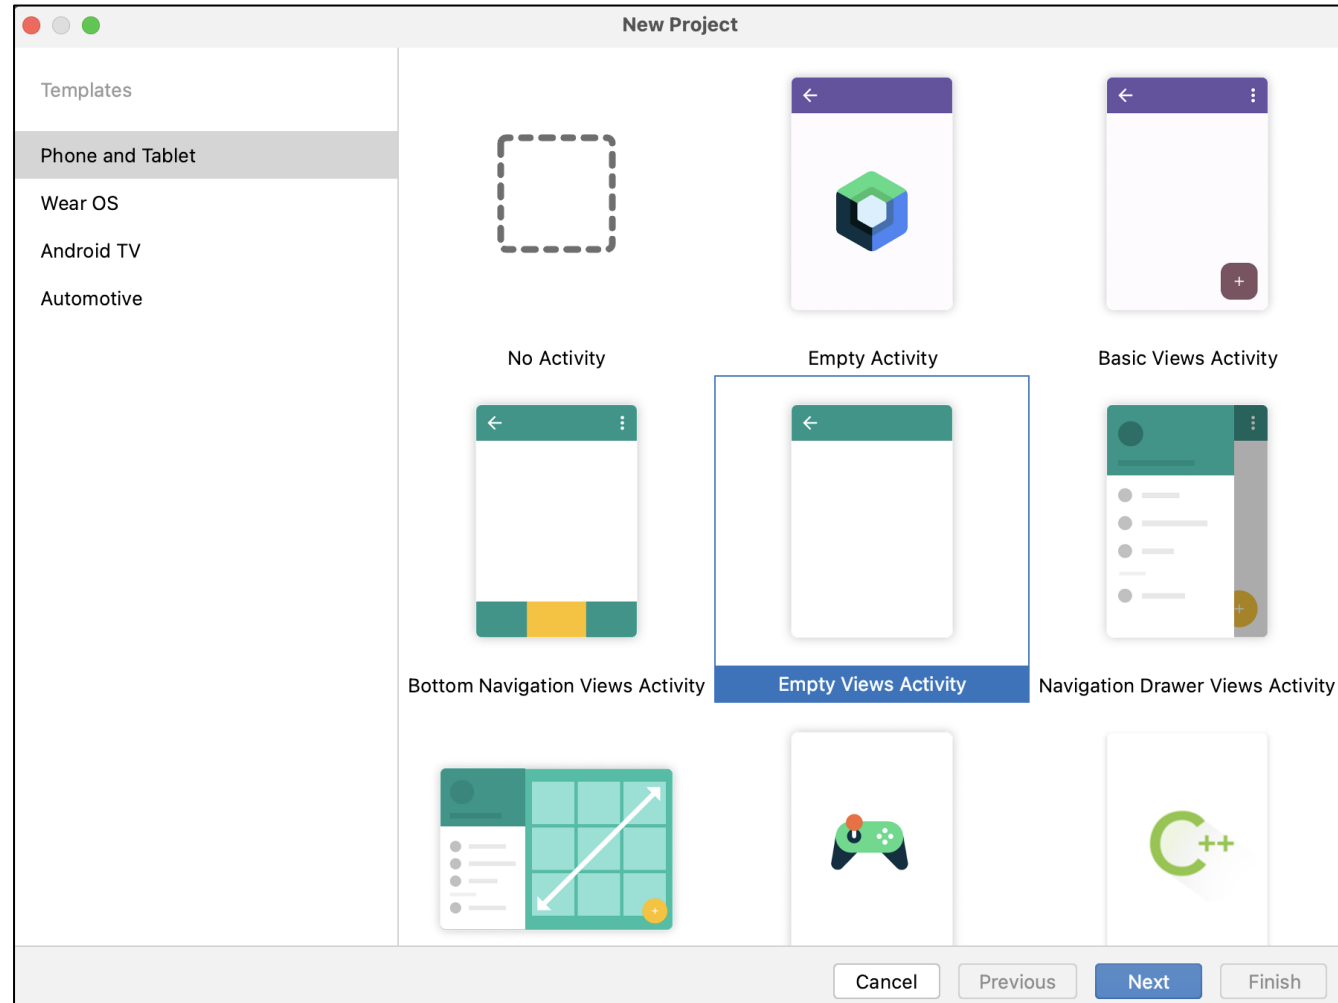 New Project
Templates
Phone and Tablet
Wear OS
Android TV
Automotive
No Activity
Empty Activity
Basic Views Activity
Bottom Navigation Views Activity
Empty Views Activity
Navigation Drawer Views Activity
C++
Cancel
Previous
Next
Finish